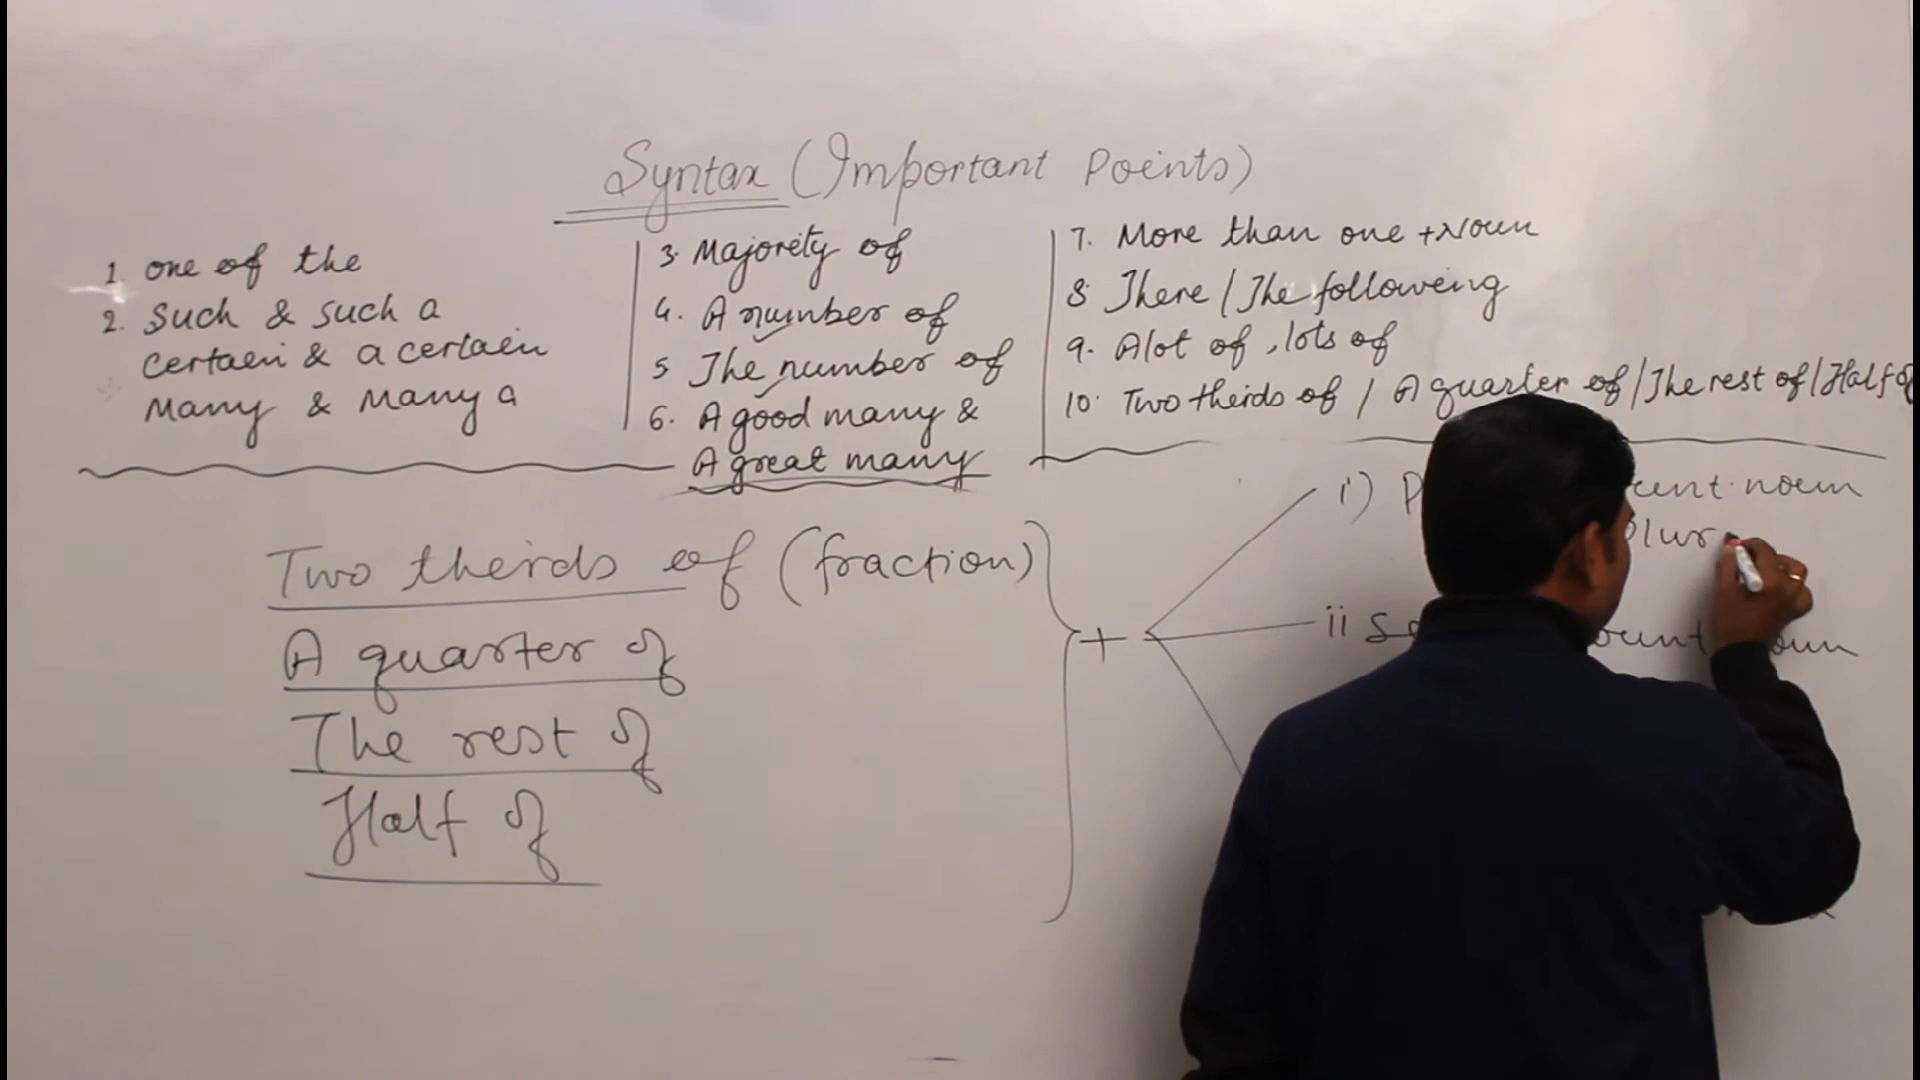 Syntax (Important Points)
1. one of the
2. Such & such a
certain & a certain
Many & Many a
3. Majority of
4. A number of
5 The number of
6. A good many &
A great many
7. More than one + Noun
8. There / The following
9. A lot of, lots of
10. Two thirds of / A quarter of / The rest of / Half of
Two thirds of (fraction)
A quarter of
The rest of
Half of
+
i) noun
Plur
ii noun